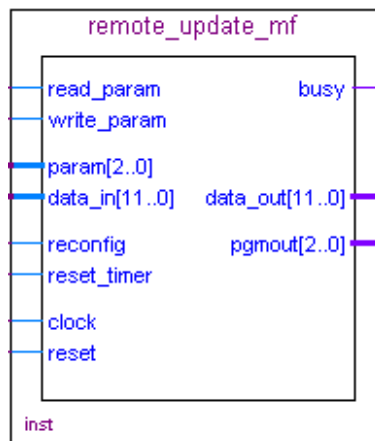 remote_update_mf
read_param busy
write_param
param[2..0]
data_in[11..0] data_out[11..0]
reconfig pgmout[2..0]
reset_timer
clock
reset
inst